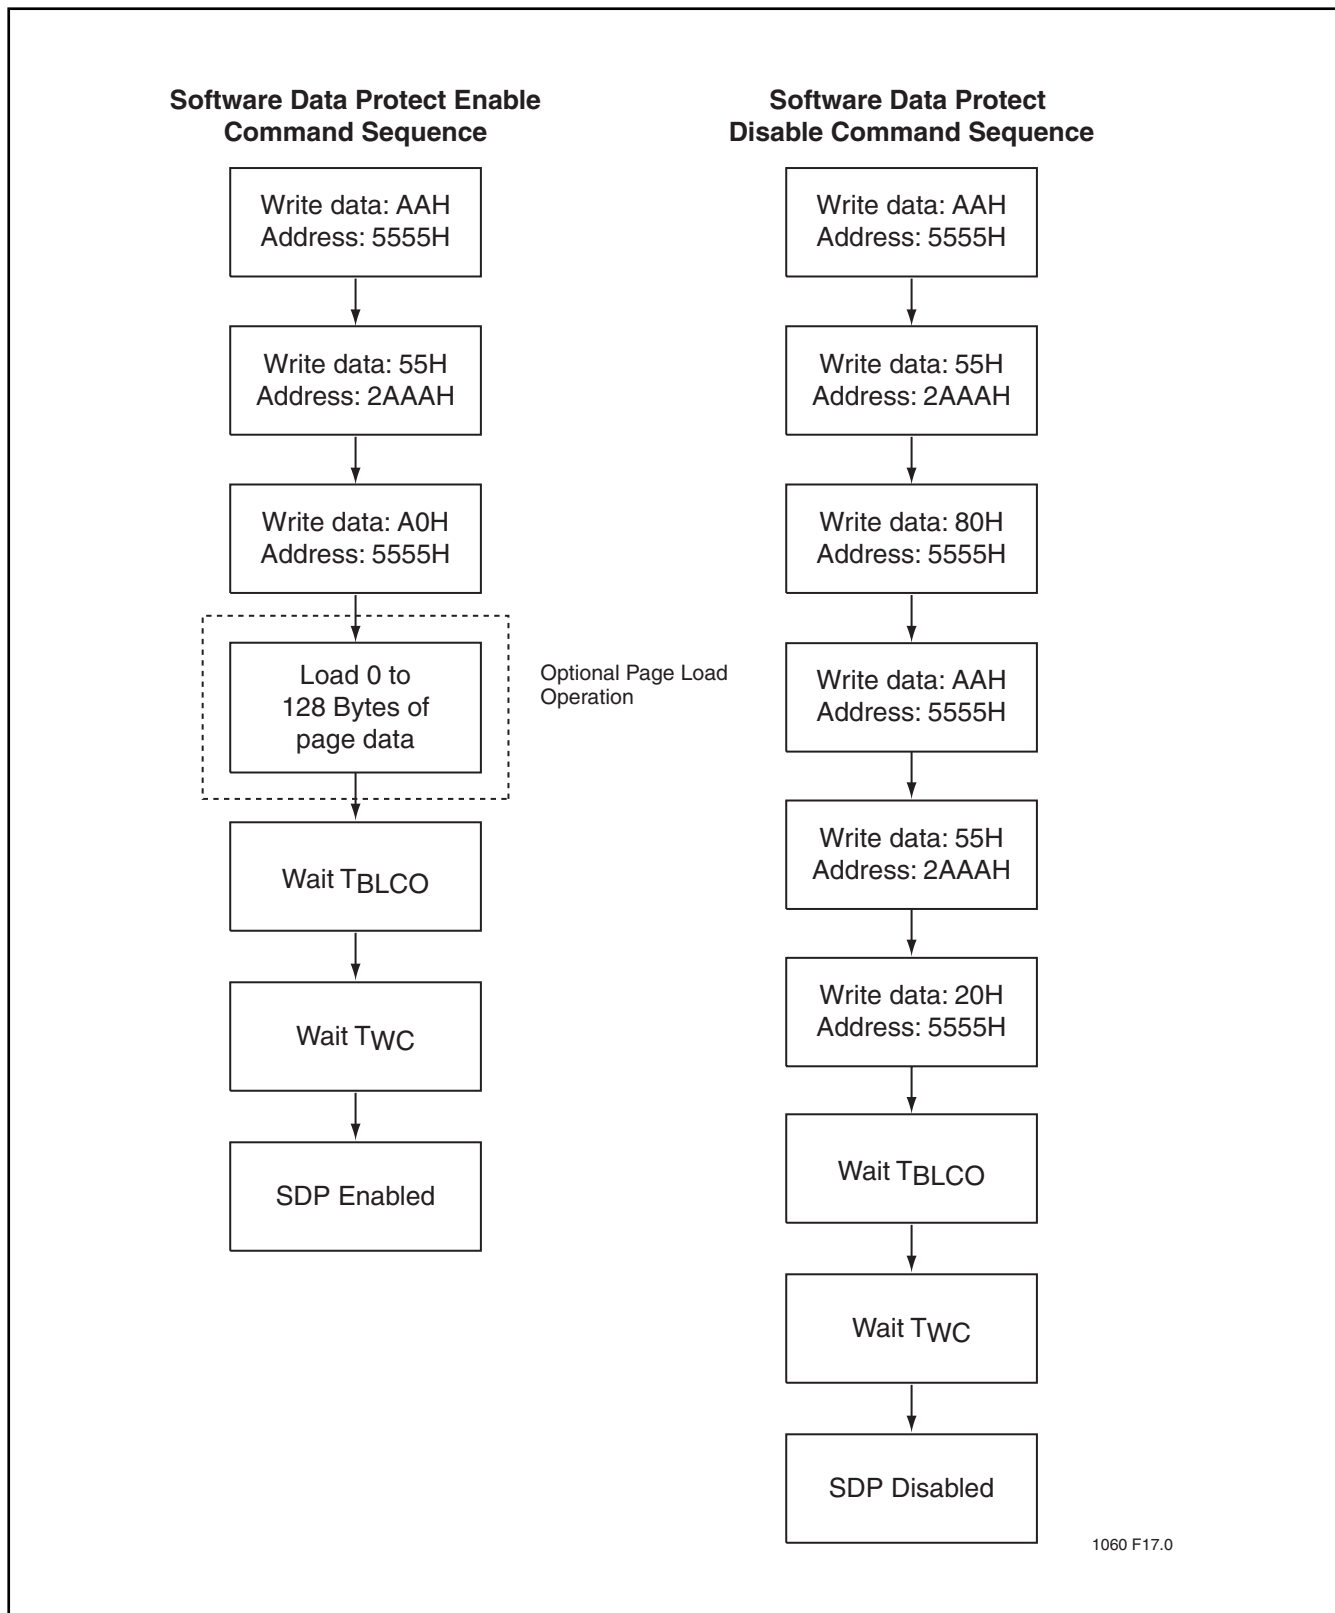 Software Data Protect Enable
Command Sequence
Write data: AAH
Address: 5555H
Write data: 55H
Address: 2AAAH
Write data: A0H
Address: 5555H
Load 0 to
128 Bytes of
page data
Optional Page Load
Operation
Wait TBLCO
Wait TWC
SDP Enabled
Software Data Protect
Disable Command Sequence
Write data: AAH
Address: 5555H
Write data: 55H
Address: 2AAAH
Write data: 80H
Address: 5555H
Write data: AAH
Address: 5555H
Write data: 55H
Address: 2AAAH
Write data: 20H
Address: 5555H
Wait TBLCO
Wait TWC
SDP Disabled
1060 F17.0